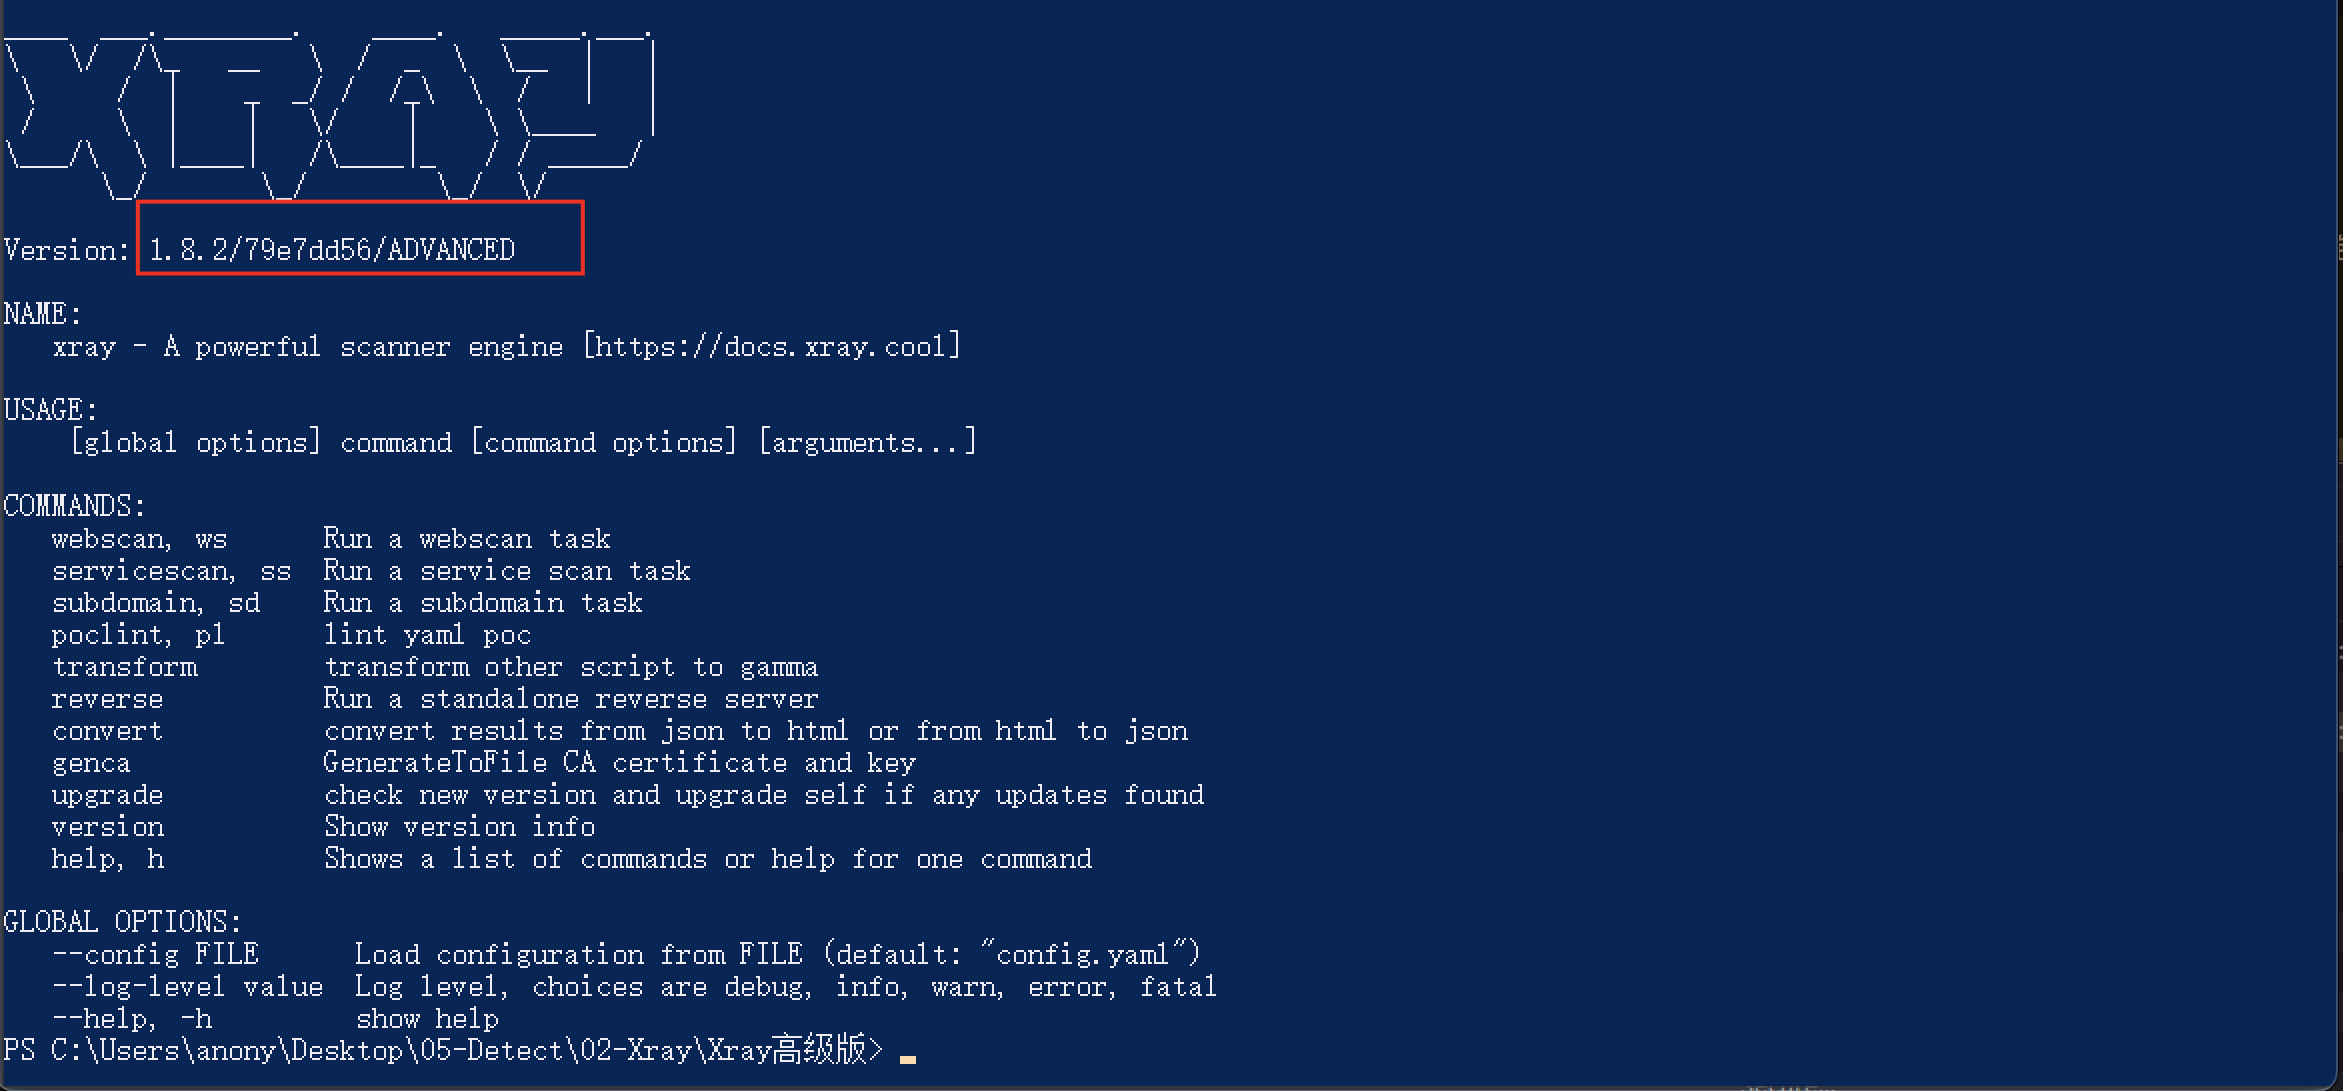 XRAY
Version: 1.8.2/79e7dd56/ADVANCED
NAME:
xray - A powerful scanner engine [https://docs.xray.cool]
USAGE:
[global options] command [command options] [arguments...]
COMMANDS:
webscan, ws Run a webscan task
servicescan, ss Run a service scan task
subdomain, sd Run a subdomain task
poclint, pl lint yaml poc
transform transform other script to gamma
reverse Run a standalone reverse server
convert convert results from json to html or from html to json
genca GenerateToFile CA certificate and key
upgrade check new version and upgrade self if any updates found
version Show version info
help, h Shows a list of commands or help for one command
GLOBAL OPTIONS:
--config FILE Load configuration from FILE (default: "config.yaml")
--log-level value Log level, choices are debug, info, warn, error, fatal
--help, -h show help
PS C:\Users\anony\Desktop\05-Detect\02-Xray\Xray高级版>